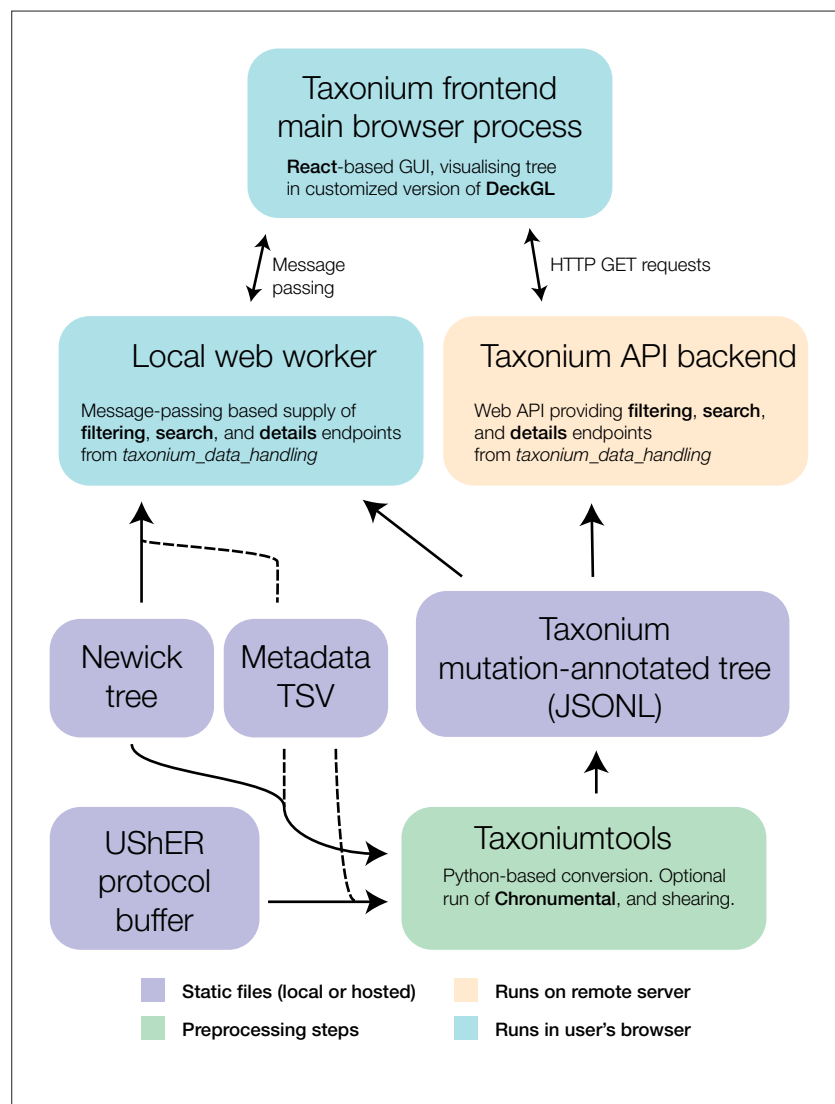 Taxonium frontend
main browser process
React-based GUI, visualising tree
in customized version of DeckGL
Message
passing
HTTP GET requests
Local web worker
Message-passing based supply of
filtering, search, and details endpoints
from taxonium_data_handling
Taxonium API backend
Web API providing filtering, search,
and details endpoints
from taxonium_data_handling
Newick
tree
Metadata
TSV
Taxonium
mutation-annotated tree
(JSONL)
UShER
protocol
buffer
Taxoniumtools
Python-based conversion. Optional
run of Chronumental, and shearing.
Static files (local or hosted)
Runs on remote server
Preprocessing steps
Runs in user's browser